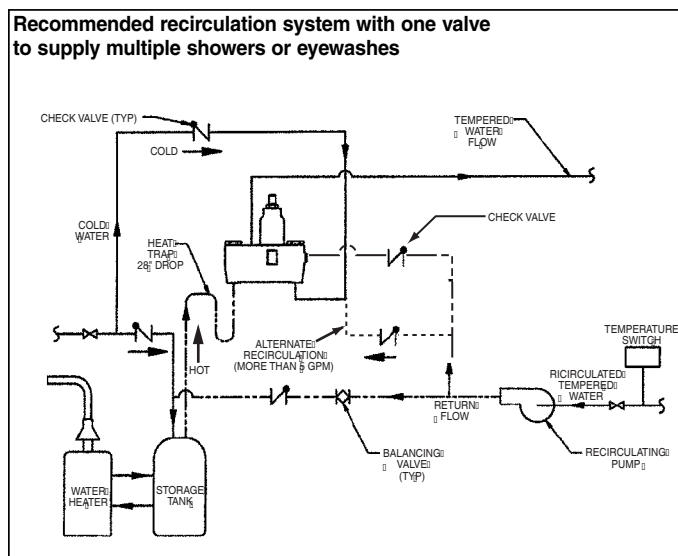 Recommended recirculation system with one valve
to supply multiple showers or eyewashes
CHECK VALVE (TYP)
COLD
TEMPERED
WATER
FLOW
COLD
WATER
HEAT
TRAP
28" DROP
CHECK VALVE
HOT
ALTERNATE
RECIRCULATION
(MORE THAN 5 GPM)
TEMPERATURE
SWITCH
RICIRCULATED
TEMPERED
WATER
RETURN
FLOW
BALANCING
VALVE
(TYP)
RECIRCULATING
PUMP
WATER
HEATER
STORAGE
TANK